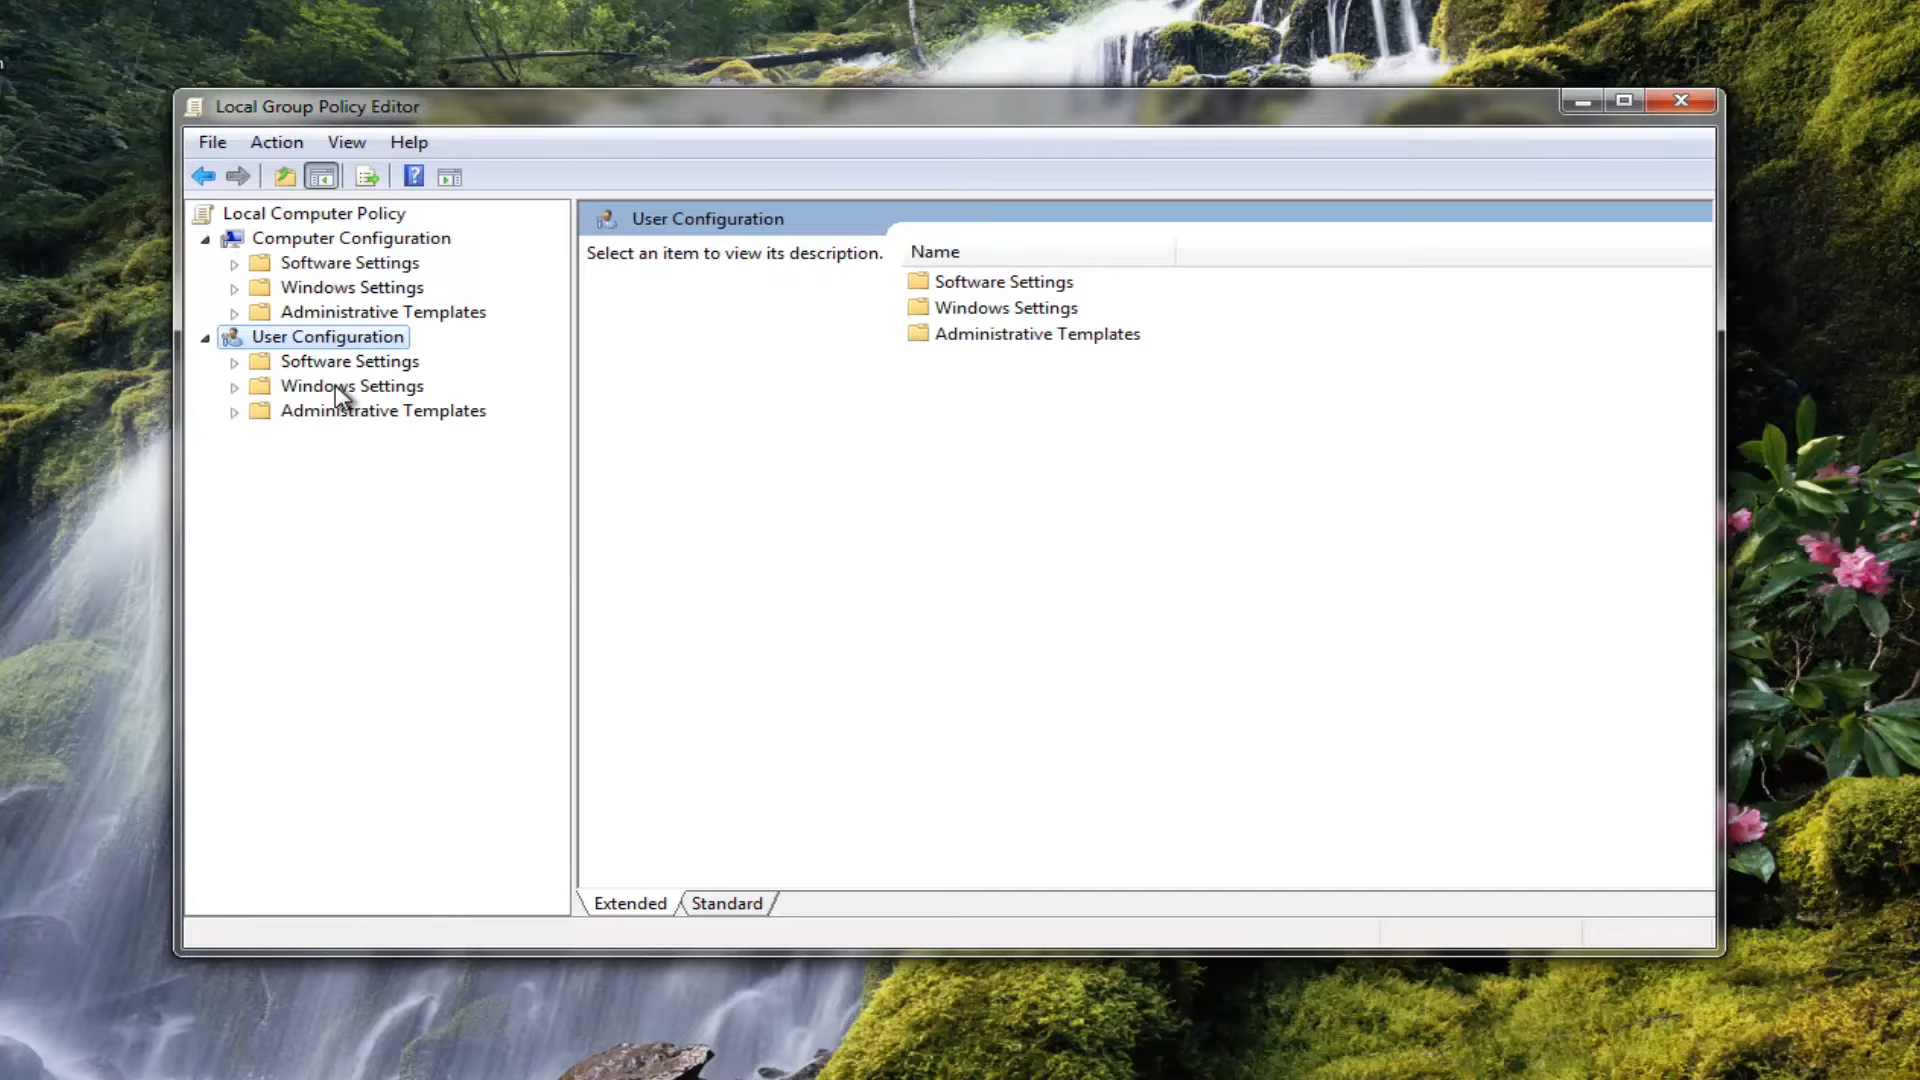 Local Group Policy Editor
File Action View Help
Local Computer Policy
Computer Configuration
Software Settings
Windows Settings
Administrative Templates
User Configuration
Software Settings
Windows Settings
Administrative Templates
User Configuration
Select an item to view its description.
Name
Software Settings
Windows Settings
Administrative Templates
Extended
Standard